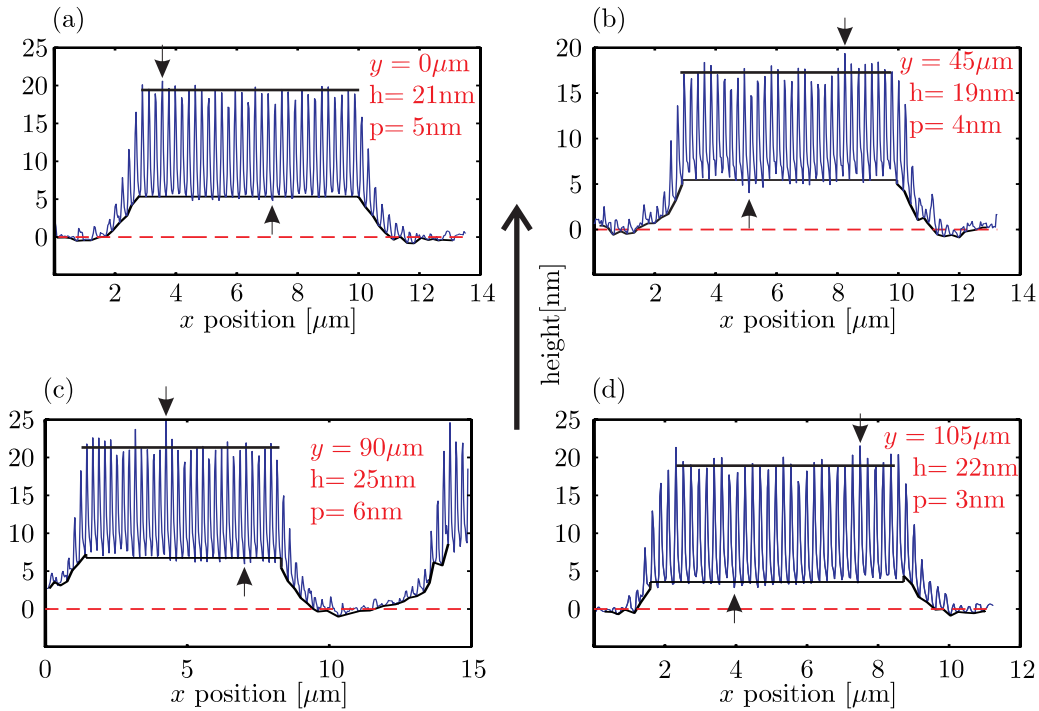 (a)
25
20
15
10
5
0
2 4 6 8 10 12 14
x position [μm]
y = 0μm
h= 21nm
p= 5nm
(b)
20
15
10
5
0
2 4 6 8 10 12 14
x position [μm]
y = 45μm
h= 19nm
p= 4nm
height[nm]
(c)
25
20
15
10
5
0
0 5 10 15
x position [μm]
y = 90μm
h= 25nm
p= 6nm
(d)
25
20
15
10
5
0
2 4 6 8 10 12
x position [μm]
y = 105μm
h= 22nm
p= 3nm